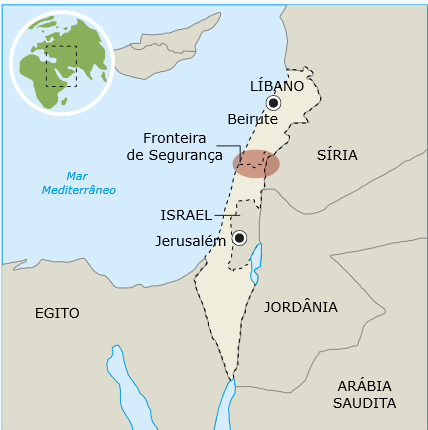 LÍBANO
Beirute
Fronteira
de Segurança
SÍRIA
Mar
Mediterrâneo
ISRAEL
Jerusalém
EGITO
JORDÂNIA
ARÁBIA
SAUDITA